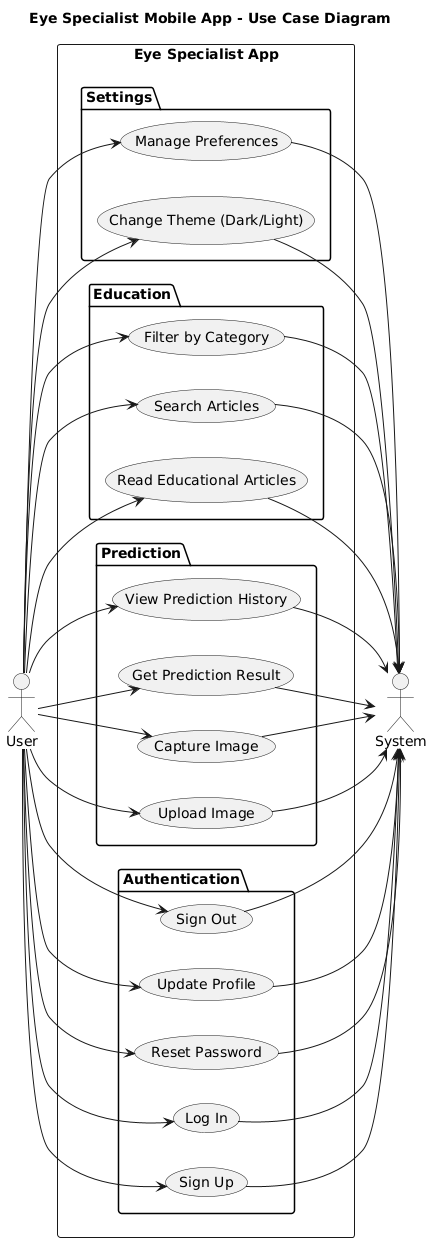 Eye Specialist Mobile App - Use Case Diagram
Eye Specialist App
Settings
Manage Preferences
Change Theme (Dark/Light)
Education
Filter by Category
Search Articles
Read Educational Articles
Prediction
View Prediction History
Get Prediction Result
Capture Image
Upload Image
User
System
Authentication
Sign Out
Update Profile
Reset Password
Log In
Sign Up